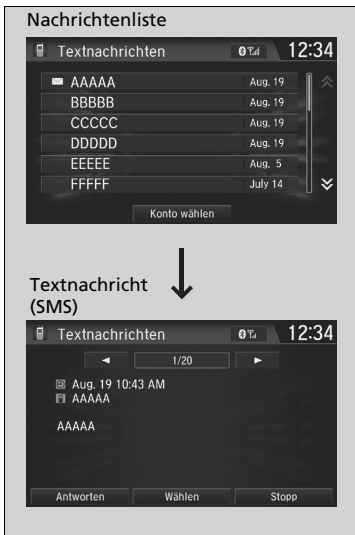 Nachrichtenliste
Textnachrichten 12:34
AAAAA Aug. 19
BBBBB Aug. 19
CCCCC Aug. 19
DDDDD Aug. 19
EEEEE Aug. 5
FFFFF July 14
Konto wählen
Textnachricht
(SMS)
Textnachrichten 12:34
1/20
Aug. 19 10:43 AM
AAAAA
AAAAA
Antworten Wählen Stopp